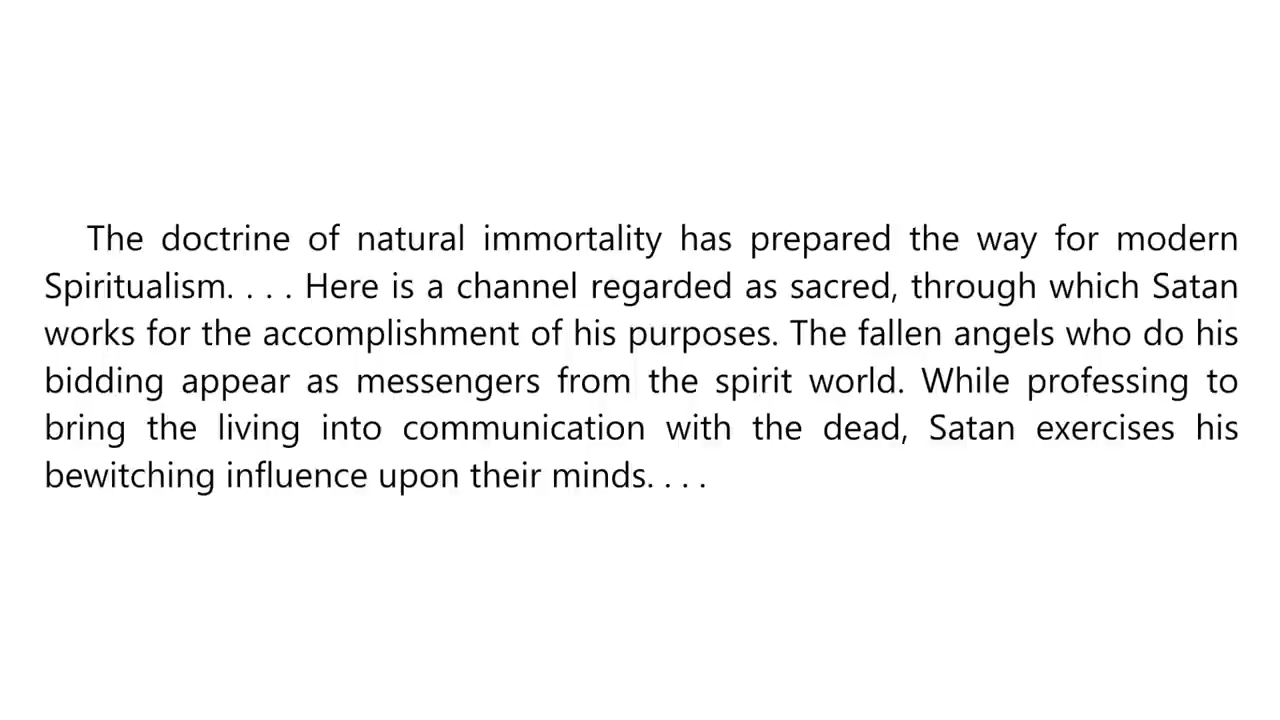 The doctrine of natural immortality has prepared the way for modern
Spiritualism. . . . Here is a channel regarded as sacred, through which Satan
works for the accomplishment of his purposes. The fallen angels who do his
bidding appear as messengers from the spirit world. While professing to
bring the living into communication with the dead, Satan exercises his
bewitching influence upon their minds. . . .